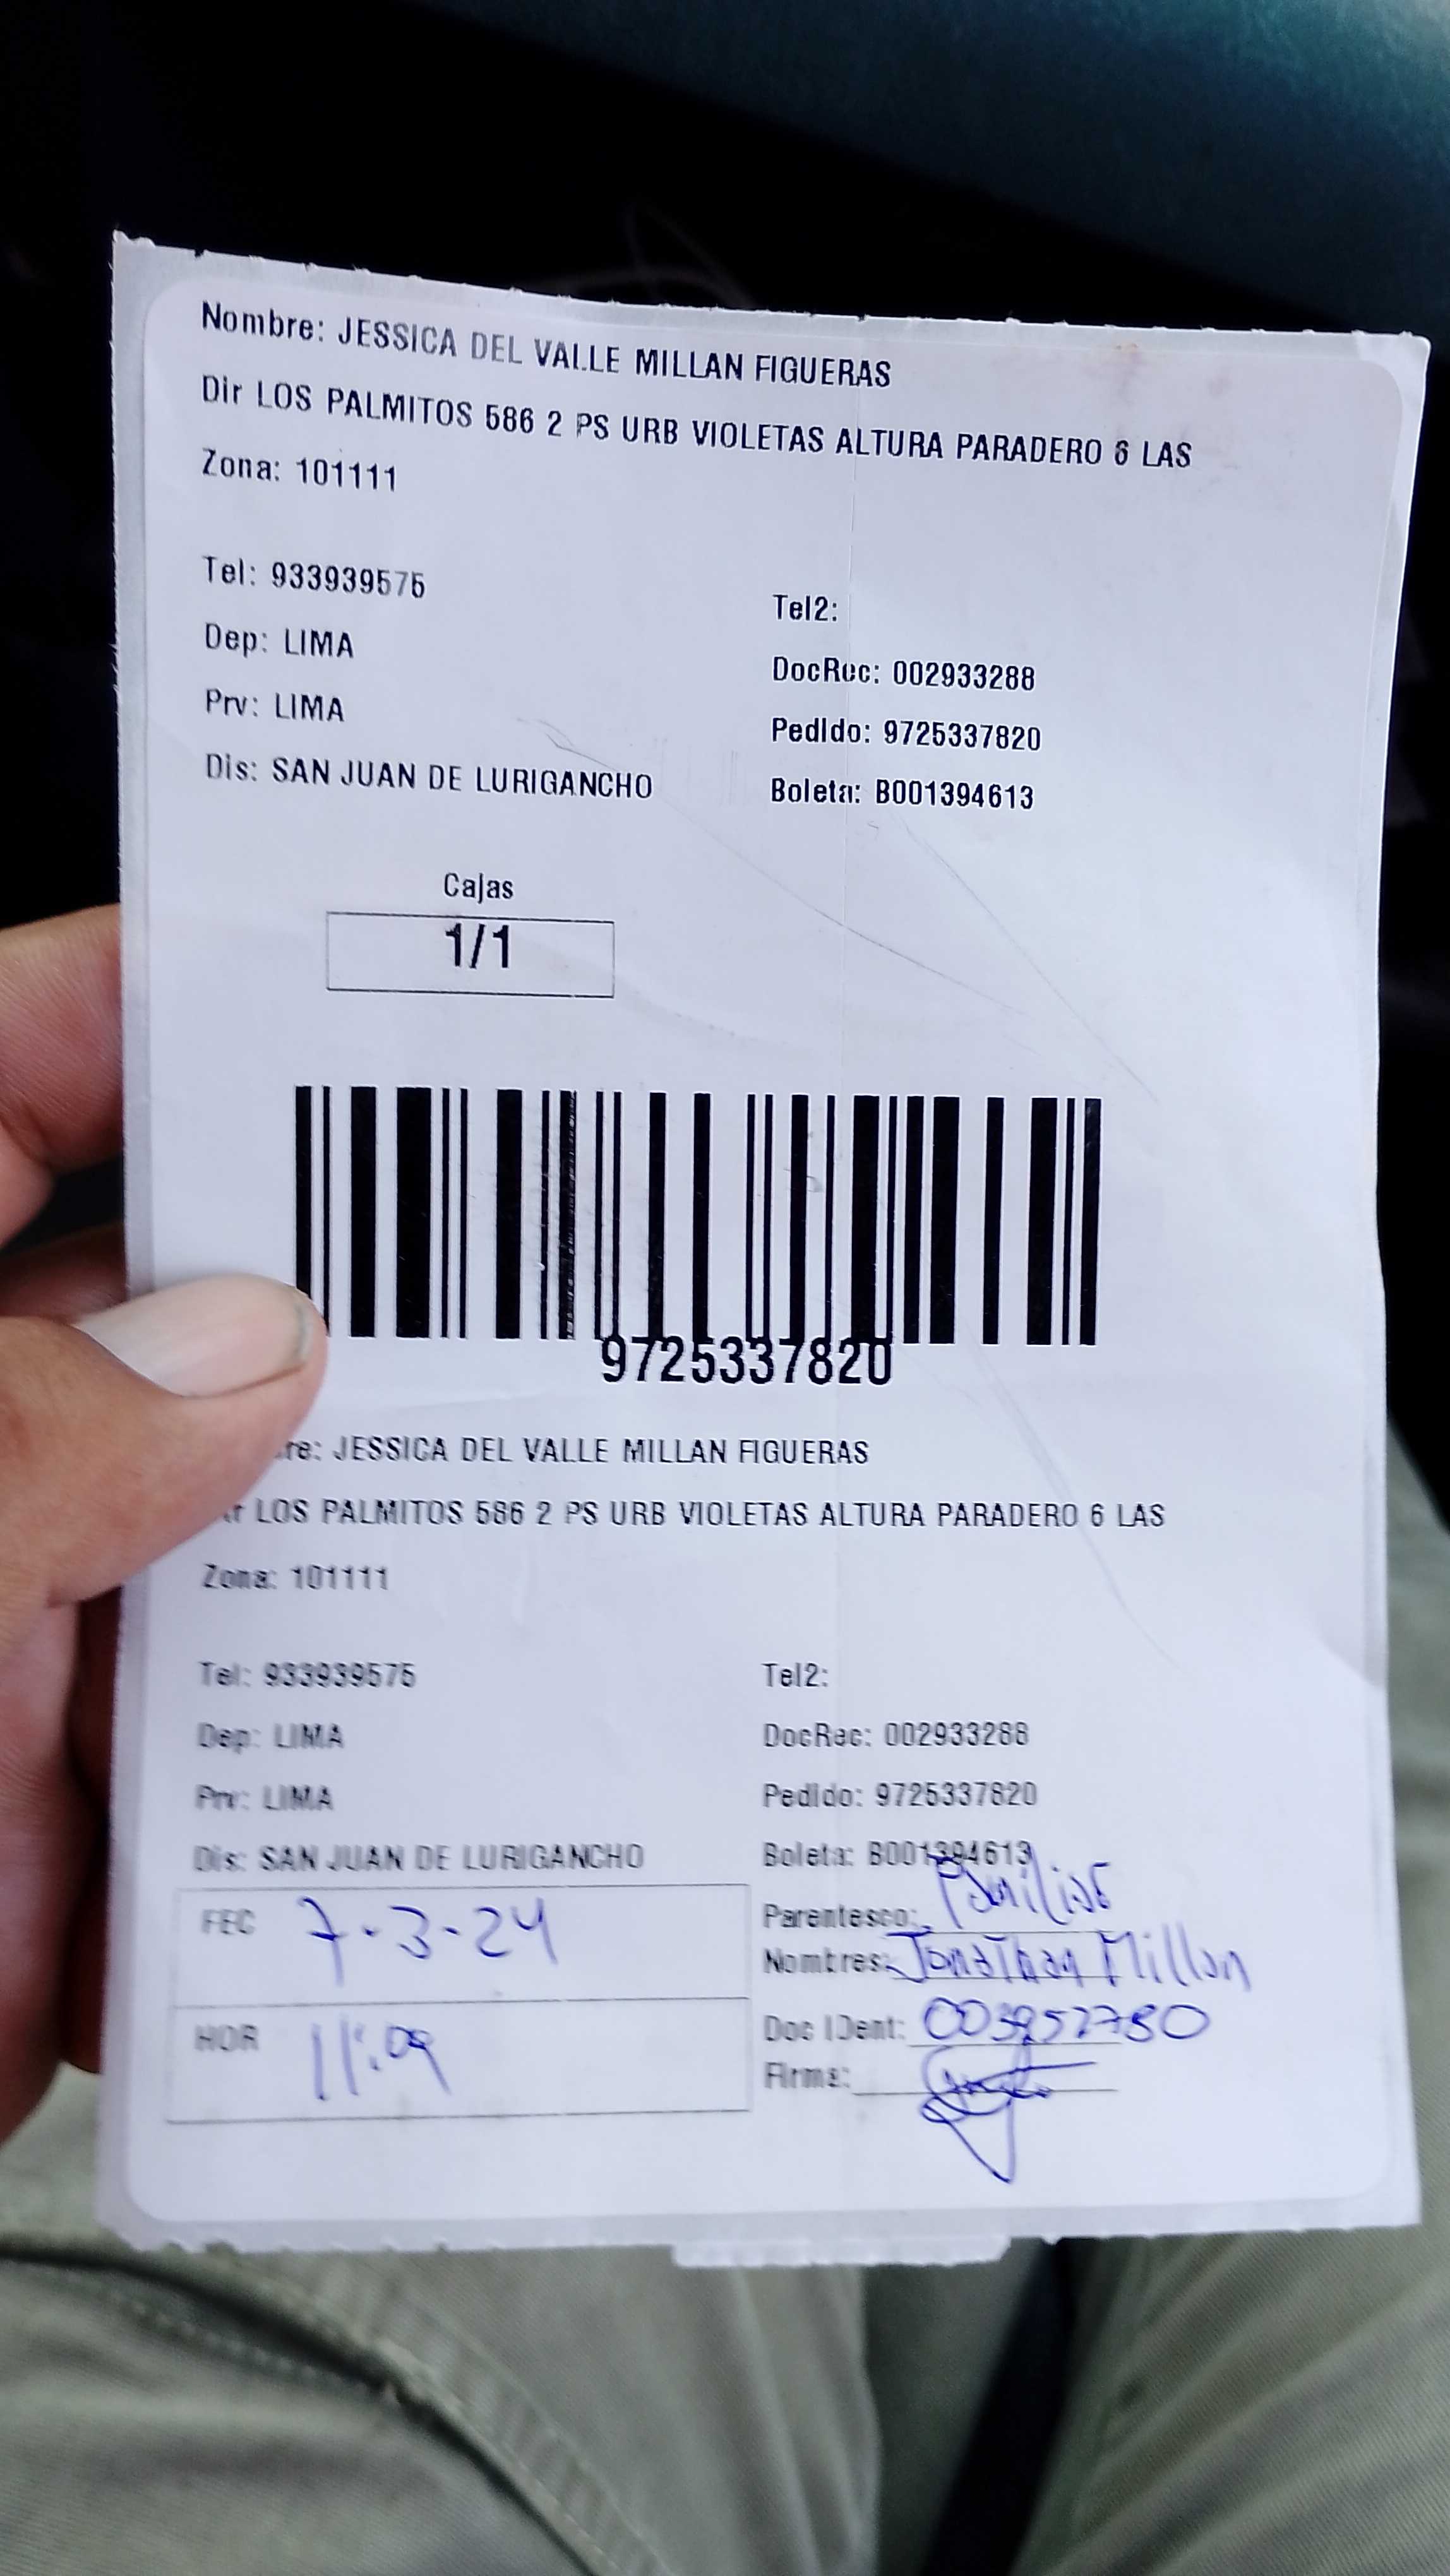 Nombre: JESSICA DEL VALLE MILLAN FIGUERAS
Dir LOS PALMITOS 586 2 PS URB VIOLETAS ALTURA PARADERO 6 LAS
Zona: 101111
Tel: 933939575
Tel2:
Dep: LIMA
DocRec: 002933288
Prv: LIMA
Pedido: 9725337820
Dis: SAN JUAN DE LURIGANCHO
Boleta: B001394613
Cajas
1/1
9725337820
re: JESSICA DEL VALLE MILLAN FIGUERAS
r LOS PALMITOS 586 2 PS URB VIOLETAS ALTURA PARADERO 6 LAS
Zona: 101111
Tel: 933939575
Tel2:
Dep: LIMA
DocRec: 002933288
Prv: LIMA
Pedido: 9725337820
Dis: SAN JUAN DE LURIGANCHO
Boleta: B001394613
FEC 7-3-24
Parentesco: Familiar
Nombres: Jonathan Millan
HOR 11:09
Doc IDent:
Firma: